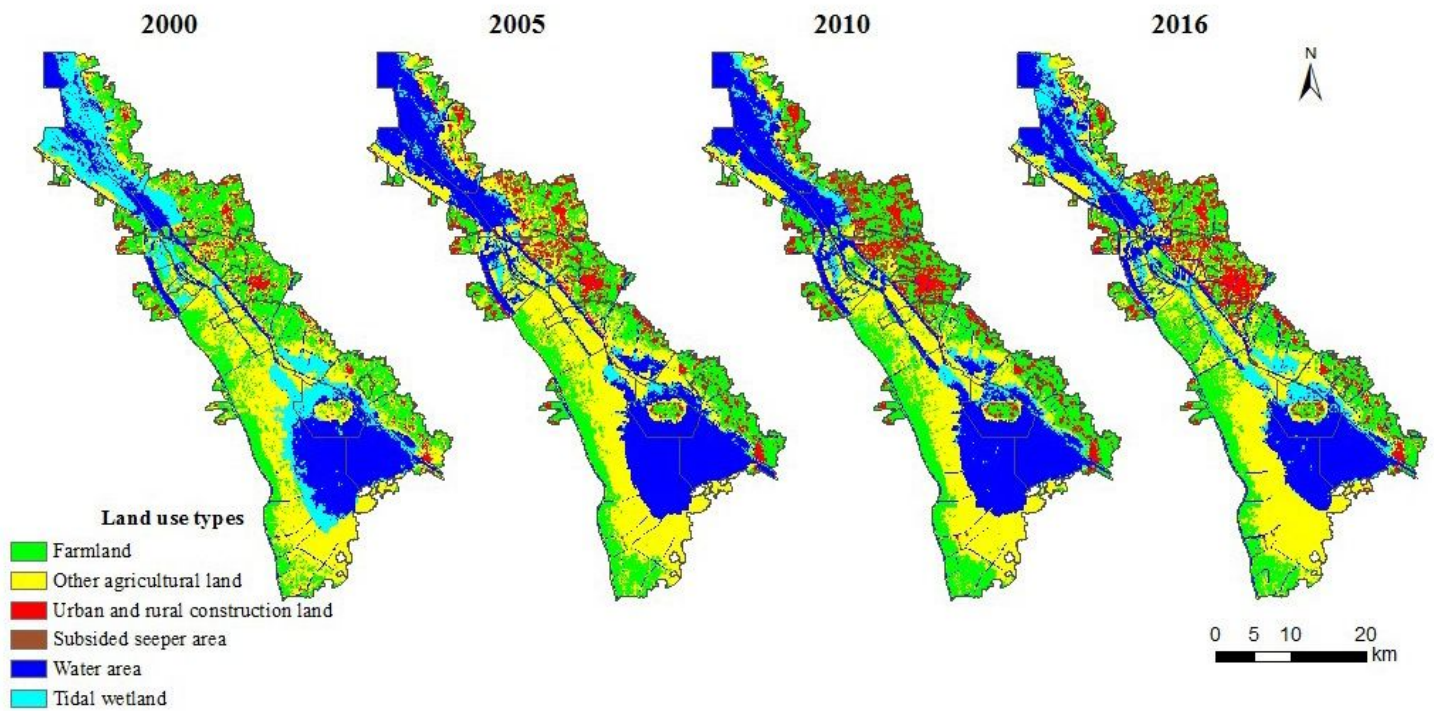 2000 2005 2010 2016
N
Land use types
Farmland
Other agricultural land
Urban and rural construction land
Subsided seeper area
Water area
Tidal wetland
0 5 10 20
km